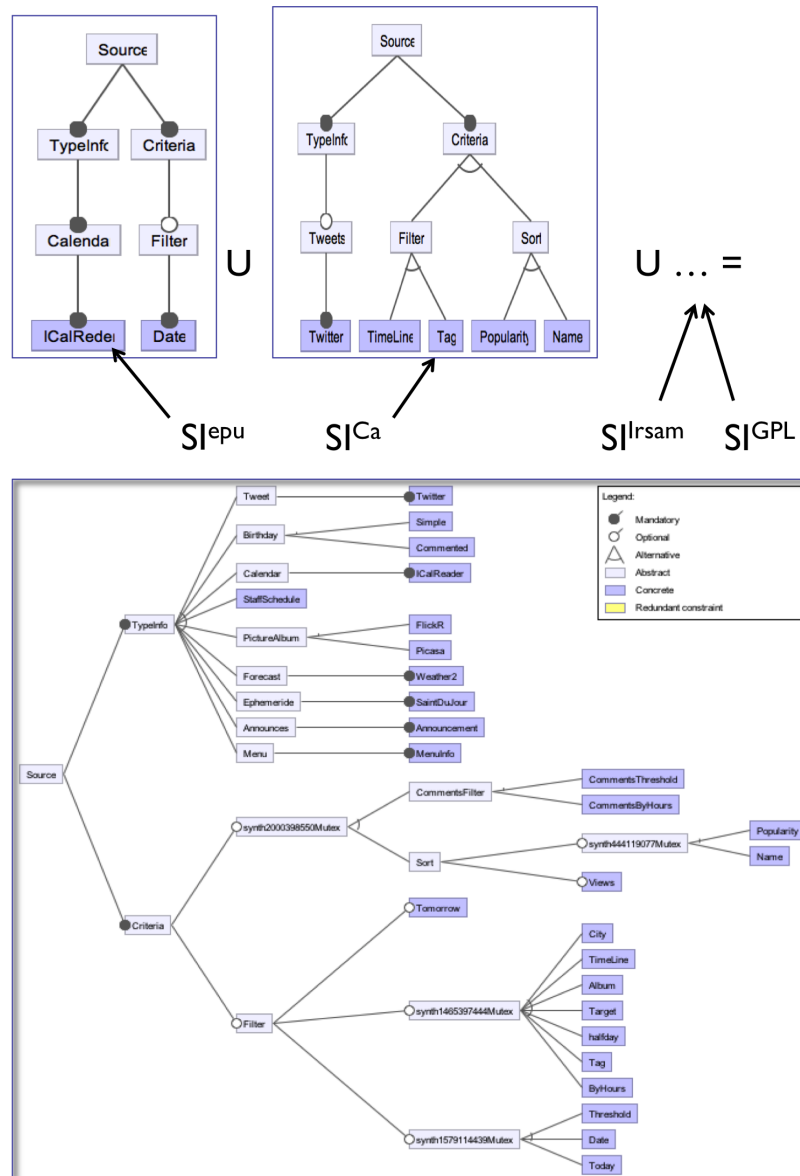 Source
TypeInfo
Criteria
Calenda
Filter
ICalReder
Date
U
Source
TypeInfo
Criteria
Tweets
Filter
Sort
Twitter
TimeLine
Tag
Popularity
Name
U ... =
SIepu
SICa
SIIrsam
SIGPL
Legend:
Mandatory
Optional
Alternative
Abstract
Concrete
Redundant constraint
Tweet
Twitter
Birthday
Simple
Commented
Calendar
ICalReader
StaffSchedule
TypeInfo
PictureAlbum
FlickR
Picasa
Forecast
Weather2
Ephemeride
SaintDuJour
Announces
Announcement
Menu
MenuInfo
Source
Criteria
synth2000398550Mutex
CommentsFilter
CommentsThreshold
CommentsByHours
Sort
synth444119077Mutex
Popularity
Name
Views
Filter
Tomorrow
synth1465397444Mutex
City
TimeLine
Album
Target
halfday
Tag
ByHours
synth1579114439Mutex
Threshold
Date
Today